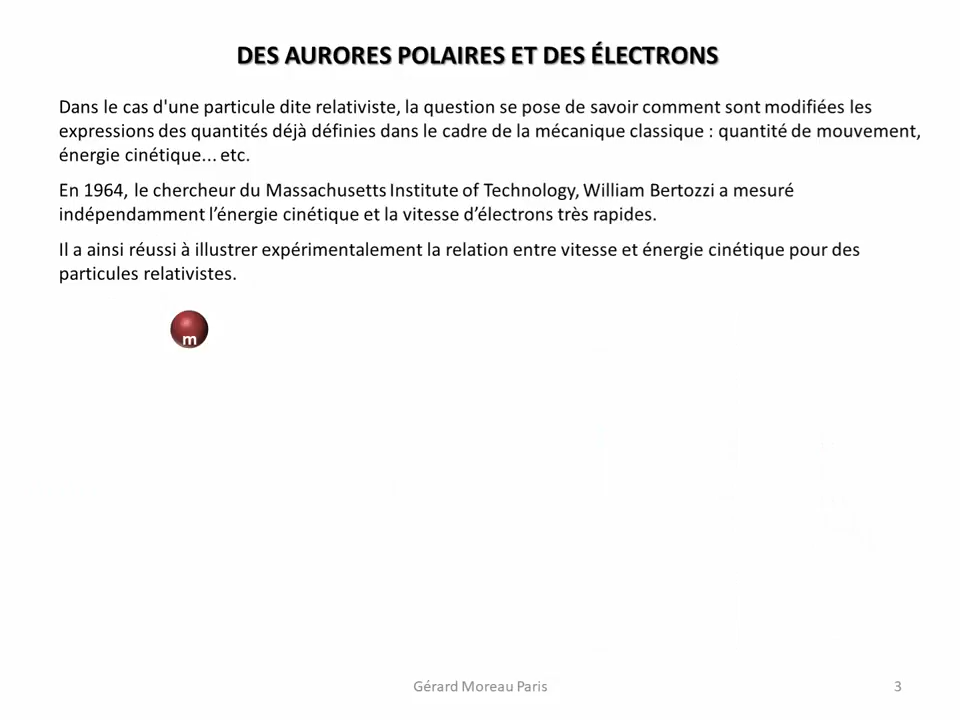 DES AURORES POLAIRES ET DES ÉLECTRONS
Dans le cas d'une particule dite relativiste, la question se pose de savoir comment sont modifiées les
expressions des quantités déjà définies dans le cadre de la mécanique classique : quantité de mouvement,
énergie cinétique... etc.
En 1964, le chercheur du Massachusetts Institute of Technology, William Bertozzi a mesuré
indépendamment l’énergie cinétique et la vitesse d’électrons très rapides.
Il a ainsi réussi à illustrer expérimentalement la relation entre vitesse et énergie cinétique pour des
particules relativistes.
m
Gérard Moreau Paris
3